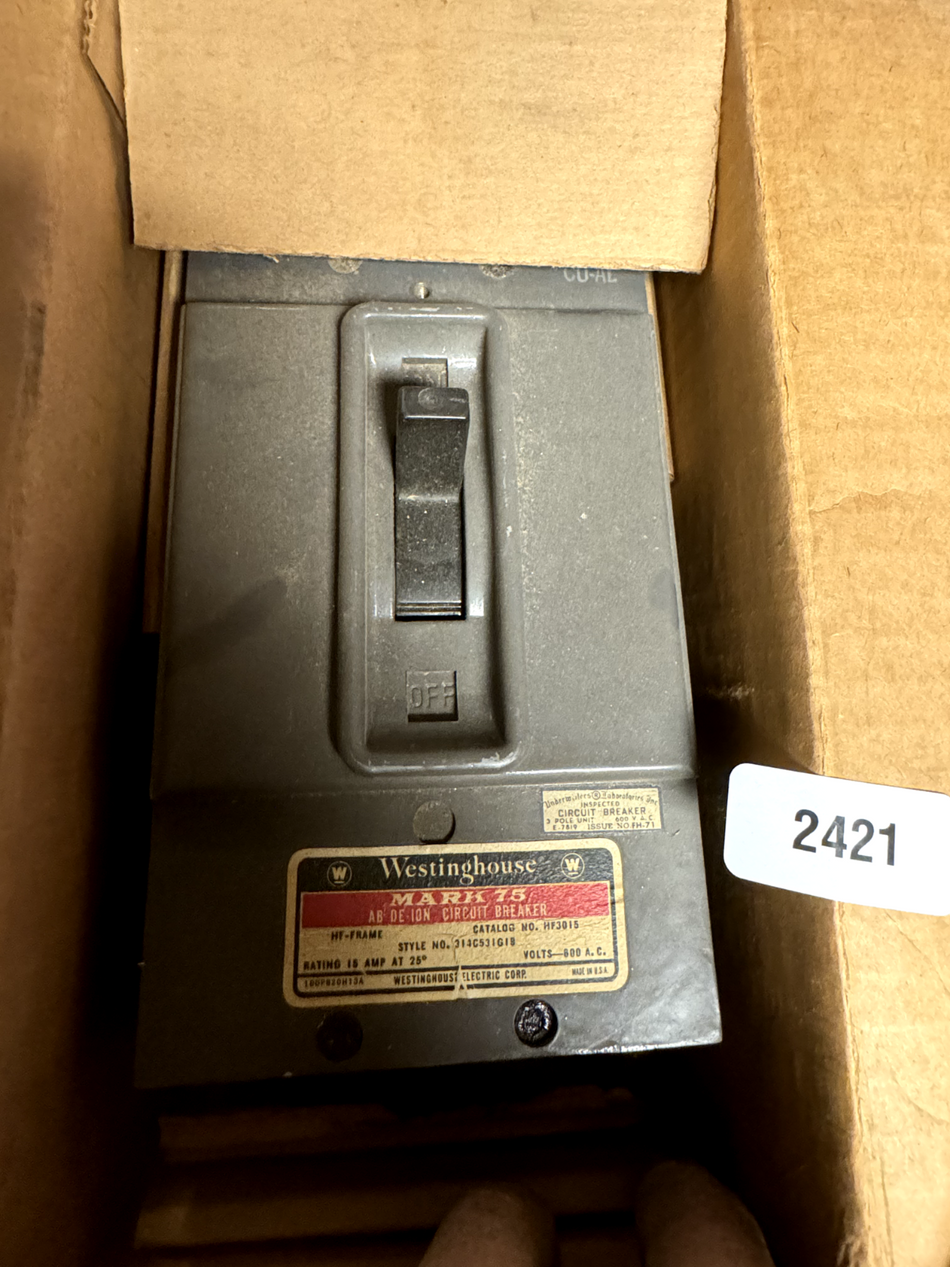 CU-AL
OFF
Underwriters Laboratories Inc.
INSPECTED
CIRCUIT BREAKER
3 POLE UNIT 600 V A.C
E-7819 ISSUE NO.FH-71
2421
W Westinghouse W
MARK 75
AB DE-ION CIRCUIT BREAKER
HF-FRAME CATALOG NO. HF3015
STYLE NO. 314C531G18
RATING 15 AMP AT 25° VOLTS—600 A.C.
WESTINGHOUSE ELECTRIC CORP. MADE IN U.S.A.